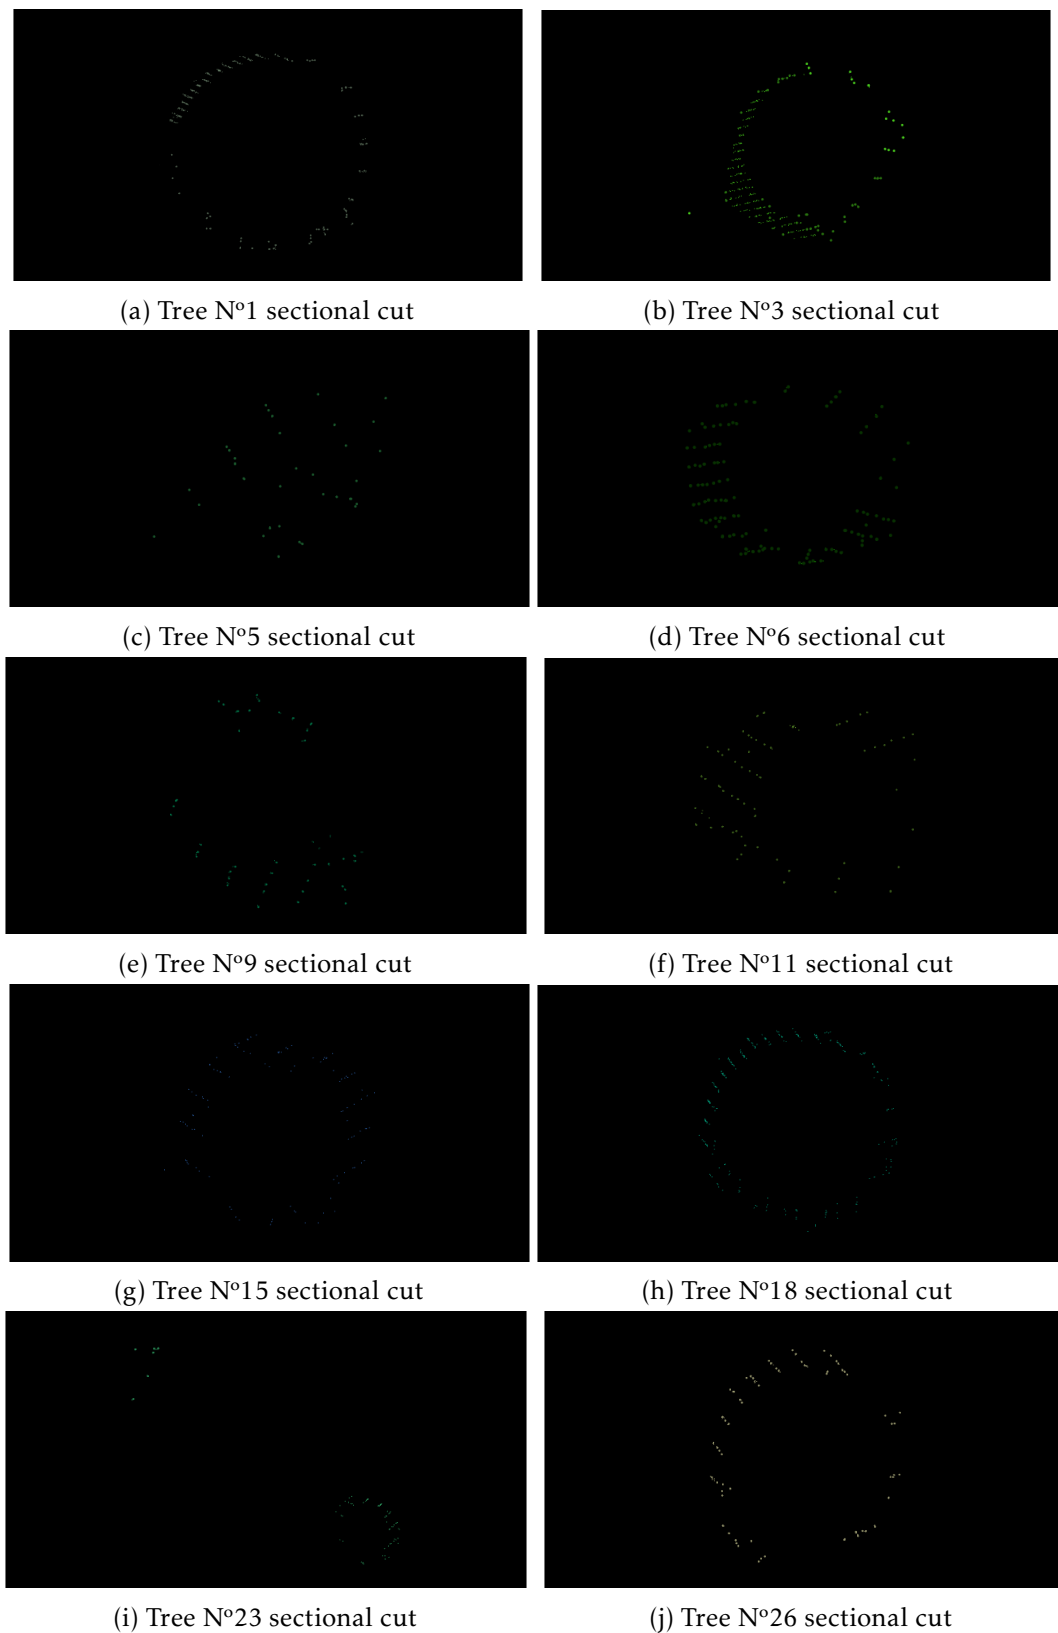 (a) Tree Nº1 sectional cut
(b) Tree Nº3 sectional cut
(c) Tree Nº5 sectional cut
(d) Tree Nº6 sectional cut
(e) Tree Nº9 sectional cut
(f) Tree Nº11 sectional cut
(g) Tree Nº15 sectional cut
(h) Tree Nº18 sectional cut
(i) Tree Nº23 sectional cut
(j) Tree Nº26 sectional cut